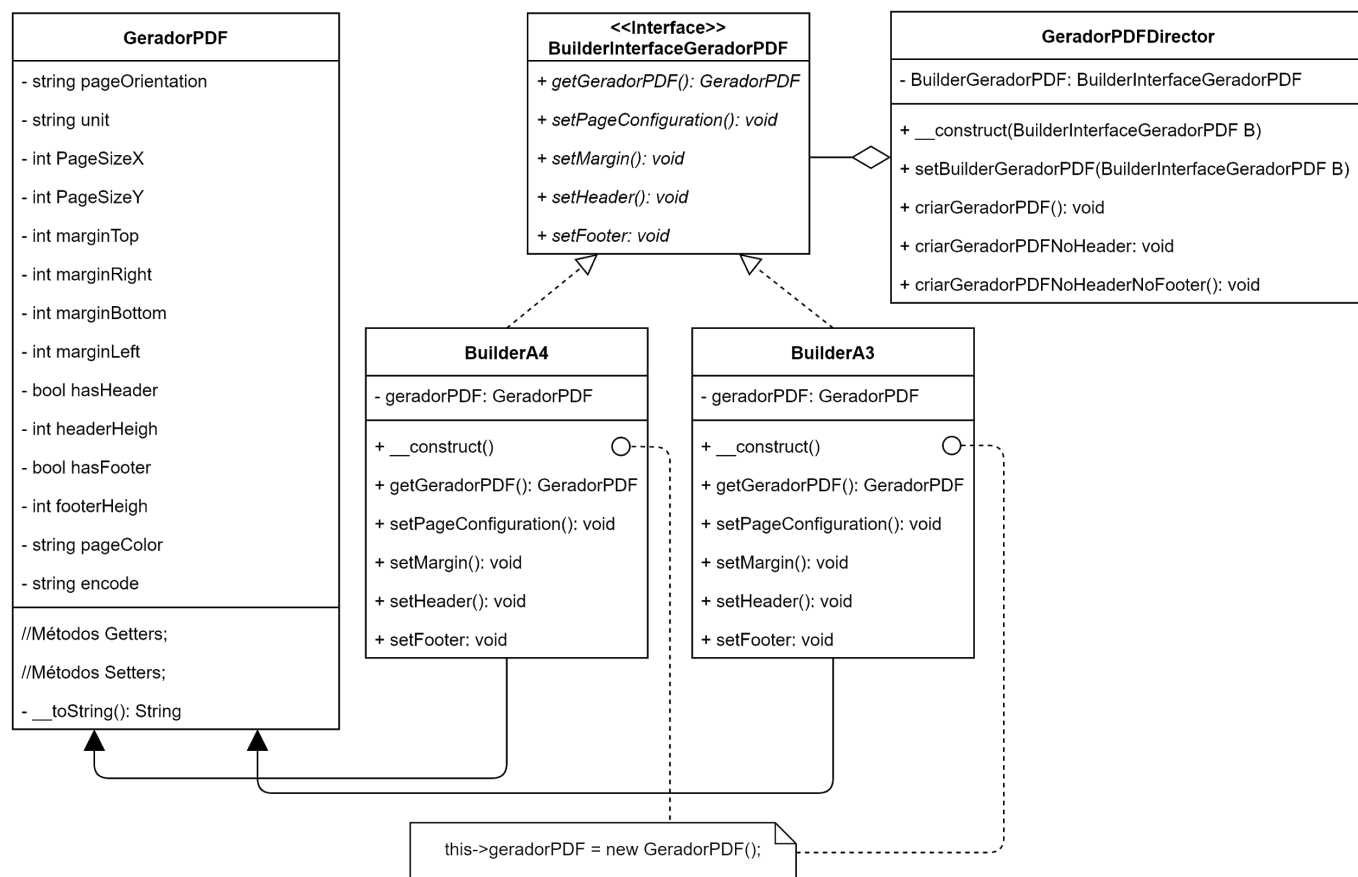 GeradorPDF
- string pageOrientation
- string unit
- int PageSizeX
- int PageSizeY
- int marginTop
- int marginRight
- int marginBottom
- int marginLeft
- bool hasHeader
- int headerHeigh
- bool hasFooter
- int footerHeigh
- string pageColor
- string encode
//Métodos Getters;
//Métodos Setters;
- __toString(): String
<<Interface>>
BuilderInterfaceGeradorPDF
+ getGeradorPDF(): GeradorPDF
+ setPageConfiguration(): void
+ setMargin(): void
+ setHeader(): void
+ setFooter: void
GeradorPDFDirector
- BuilderGeradorPDF: BuilderInterfaceGeradorPDF
+ __construct(BuilderInterfaceGeradorPDF B)
+ setBuilderGeradorPDF(BuilderInterfaceGeradorPDF B)
+ criarGeradorPDF(): void
+ criarGeradorPDFNoHeader: void
+ criarGeradorPDFNoHeaderNoFooter(): void
BuilderA4
- geradorPDF: GeradorPDF
+ __construct()
+ getGeradorPDF(): GeradorPDF
+ setPageConfiguration(): void
+ setMargin(): void
+ setHeader(): void
+ setFooter: void
BuilderA3
- geradorPDF: GeradorPDF
+ __construct()
+ getGeradorPDF(): GeradorPDF
+ setPageConfiguration(): void
+ setMargin(): void
+ setHeader(): void
+ setFooter: void
this->geradorPDF = new GeradorPDF();